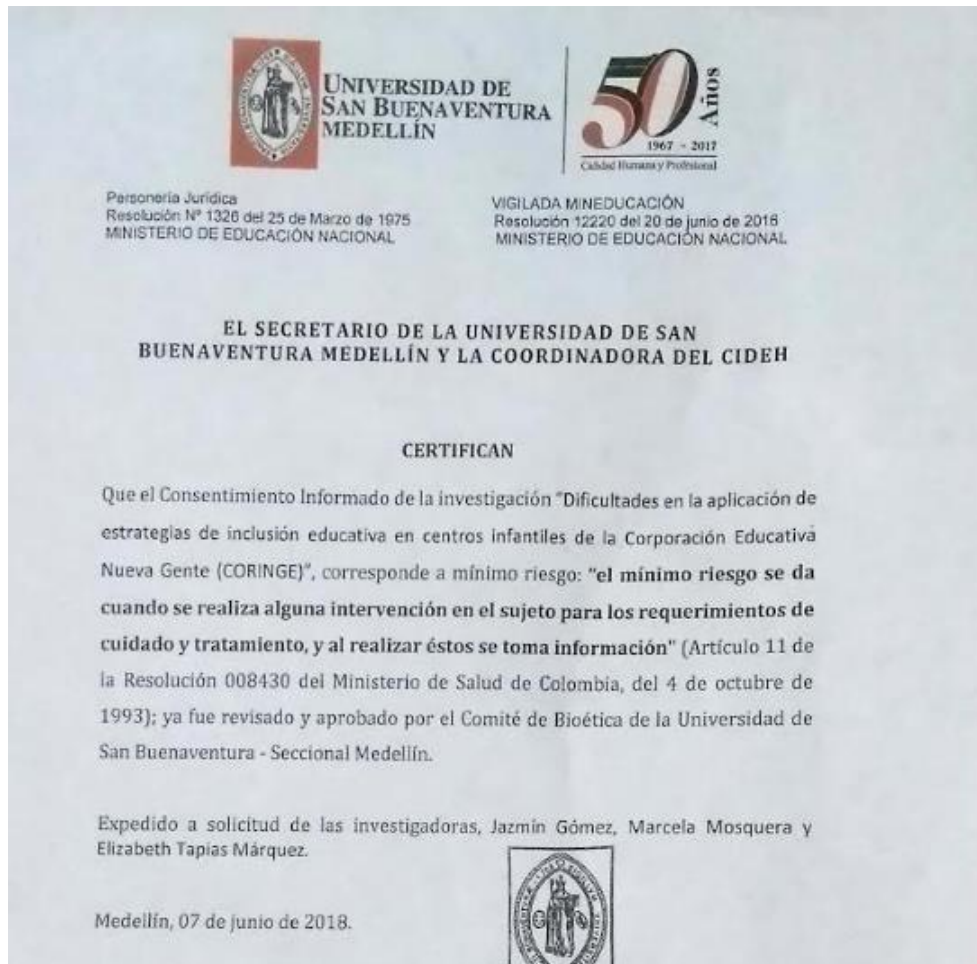 UNIVERSIDAD DE
SAN BUENAVENTURA
MEDELLÍN
50
Años
1967 - 2017
Calidad Humana y Profesional
Personería Jurídica
Resolución Nº 1326 del 25 de Marzo de 1975
MINISTERIO DE EDUCACIÓN NACIONAL
VIGILADA MINEDUCACIÓN
Resolución 12220 del 20 de junio de 2016
MINISTERIO DE EDUCACIÓN NACIONAL
EL SECRETARIO DE LA UNIVERSIDAD DE SAN
BUENAVENTURA MEDELLÍN Y LA COORDINADORA DEL CIDEH
CERTIFICAN
Que el Consentimiento Informado de la investigación "Dificultades en la aplicación de
estrategias de inclusión educativa en centros infantiles de la Corporación Educativa
Nueva Gente (CORINGE)", corresponde a mínimo riesgo: "el mínimo riesgo se da
cuando se realiza alguna intervención en el sujeto para los requerimientos de
cuidado y tratamiento, y al realizar éstos se toma información" (Artículo 11 de
la Resolución 008430 del Ministerio de Salud de Colombia, del 4 de octubre de
1993); ya fue revisado y aprobado por el Comité de Bioética de la Universidad de
San Buenaventura - Seccional Medellín.
Expedido a solicitud de las investigadoras, Jazmín Gómez, Marcela Mosquera y
Elizabeth Tapias Márquez.
Medellín, 07 de junio de 2018.